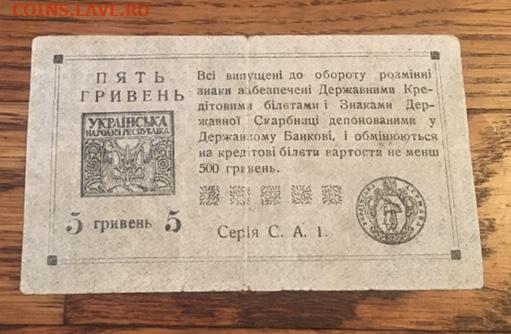 COINS.LAVE.RU
ПЯТЬ
ГРИВЕНЬ
УКРАЇНСЬКА
НАРОДНЯ РЕСПУБЛІКА
5 гривень 5
Всі випущені до обороту розмінні
знаки забезпечені Державними Кре-
дітовими білетами і Знаками Дер-
жавної Скарбниці депонованими у
Державному Банкові, і обмінюються
на кредітові білети вартости не менш
500 гривень.
Серія С. А. 1.